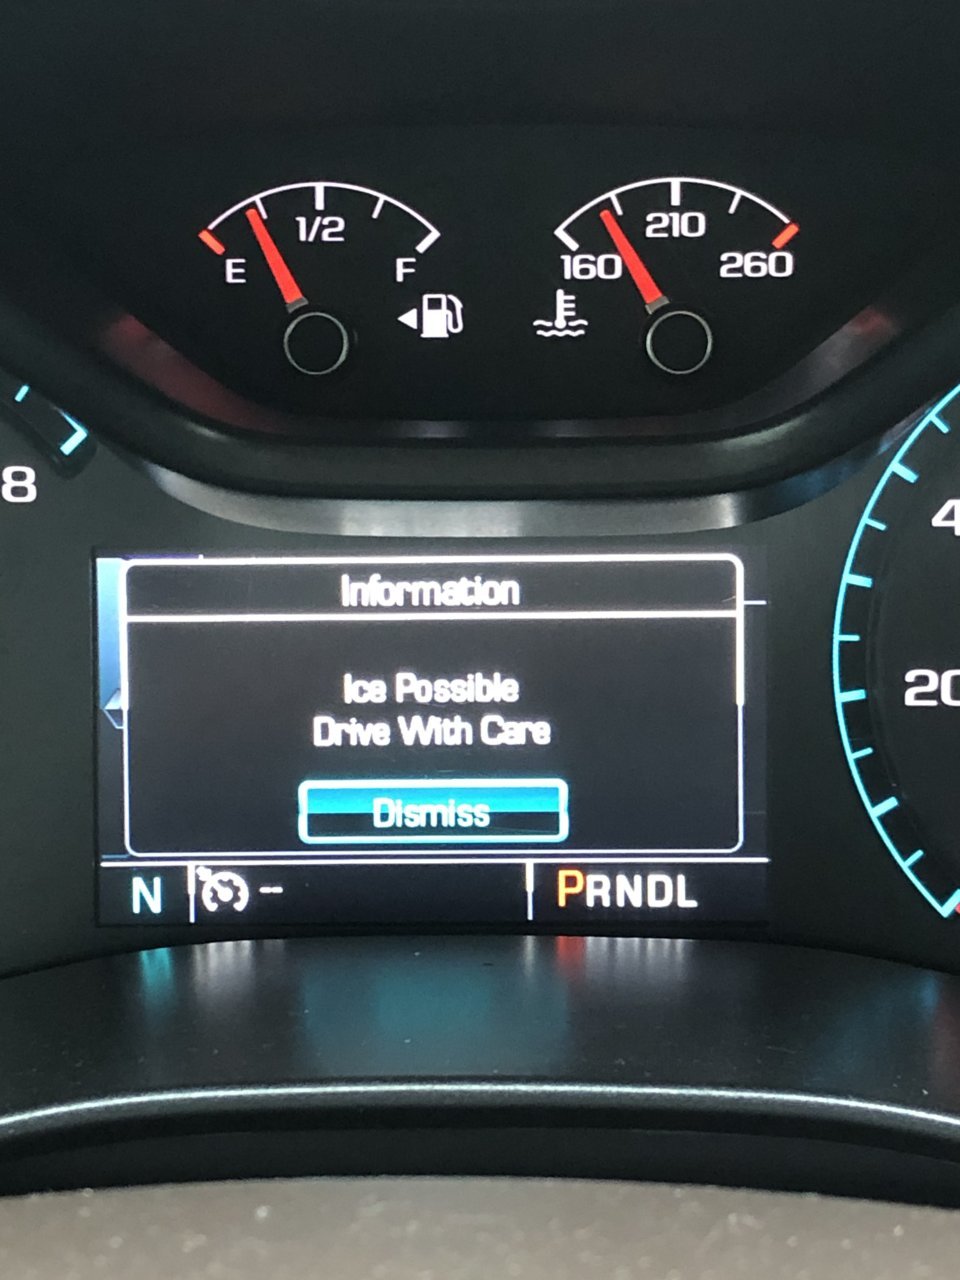 1/2
E F
210
160 260
8
4
20
Information
Ice Possible
Drive With Care
Dismiss
N -- PRNDL